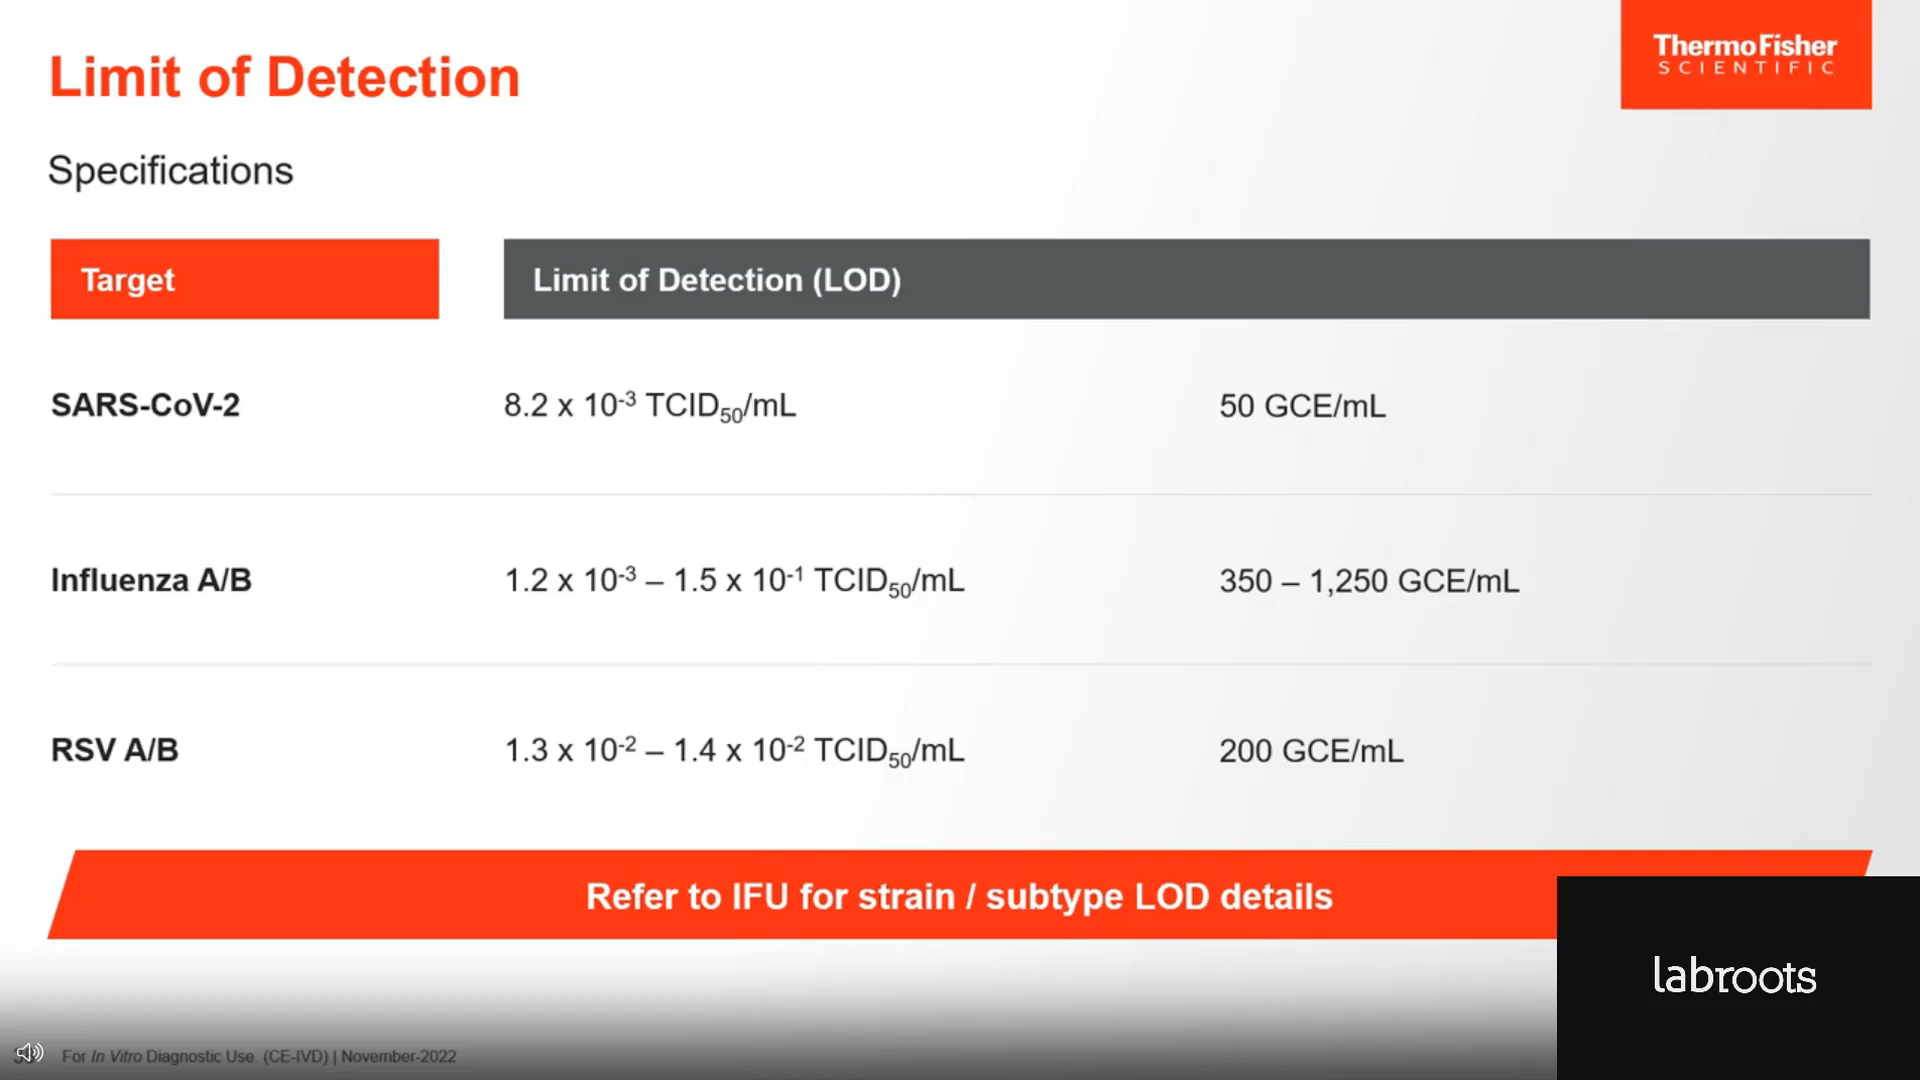 Limit of Detection
ThermoFisher
SCIENTIFIC
Specifications
Target
Limit of Detection (LOD)
SARS-CoV-2
8.2 x 10⁻³ TCID₅₀/mL
50 GCE/mL
Influenza A/B
1.2 x 10⁻³ – 1.5 x 10⁻¹ TCID₅₀/mL
350 – 1,250 GCE/mL
RSV A/B
1.3 x 10⁻² – 1.4 x 10⁻² TCID₅₀/mL
200 GCE/mL
Refer to IFU for strain / subtype LOD details
labroots
For In Vitro Diagnostic Use. (CE-IVD) | November-2022